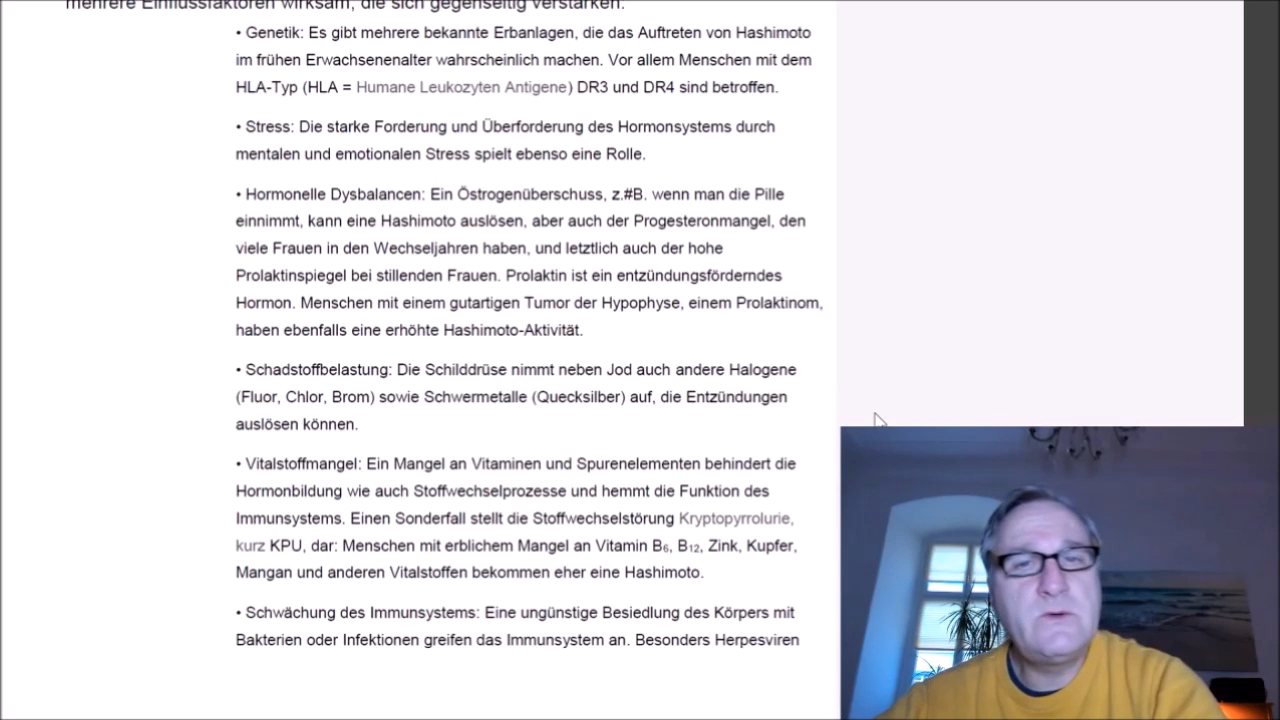 mehrere Einflussfaktoren wirksam, die sich gegenseitig verstärken.
• Genetik: Es gibt mehrere bekannte Erbanlagen, die das Auftreten von Hashimoto
im frühen Erwachsenenalter wahrscheinlich machen. Vor allem Menschen mit dem
HLA-Typ (HLA = Humane Leukozyten Antigene) DR3 und DR4 sind betroffen.
• Stress: Die starke Forderung und Überforderung des Hormonsystems durch
mentalen und emotionalen Stress spielt ebenso eine Rolle.
• Hormonelle Dysbalancen: Ein Östrogenüberschuss, z.#B. wenn man die Pille
einnimmt, kann eine Hashimoto auslösen, aber auch der Progesteronmangel, den
viele Frauen in den Wechseljahren haben, und letztlich auch der hohe
Prolaktinspiegel bei stillenden Frauen. Prolaktin ist ein entzündungsförderndes
Hormon. Menschen mit einem gutartigen Tumor der Hypophyse, einem Prolaktinom,
haben ebenfalls eine erhöhte Hashimoto-Aktivität.
• Schadstoffbelastung: Die Schilddrüse nimmt neben Jod auch andere Halogene
(Fluor, Chlor, Brom) sowie Schwermetalle (Quecksilber) auf, die Entzündungen
auslösen können.
• Vitalstoffmangel: Ein Mangel an Vitaminen und Spurenelementen behindert die
Hormonbildung wie auch Stoffwechselprozesse und hemmt die Funktion des
Immunsystems. Einen Sonderfall stellt die Stoffwechselstörung Kryptopyrrolurie,
kurz KPU, dar: Menschen mit erblichem Mangel an Vitamin B₆, B₁₂, Zink, Kupfer,
Mangan und anderen Vitalstoffen bekommen eher eine Hashimoto.
• Schwächung des Immunsystems: Eine ungünstige Besiedlung des Körpers mit
Bakterien oder Infektionen greifen das Immunsystem an. Besonders Herpesviren